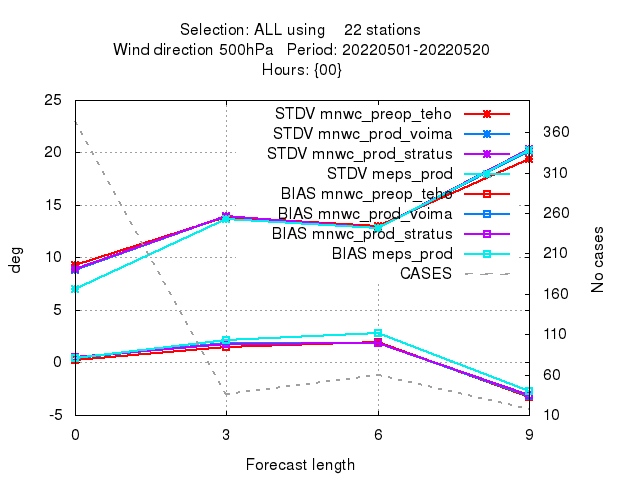 Selection: ALL using 22 stations
Wind direction 500hPa Period: 20220501-20220520
Hours: {00}
25
20
15
10
5
0
-5
deg
0
3
6
9
Forecast length
360
310
260
210
160
110
60
10
No cases
STDV mnwc_preop_teho
STDV mnwc_prod_voima
STDV mnwc_prod_stratus
STDV meps_prod
BIAS mnwc_preop_teho
BIAS mnwc_prod_voima
BIAS mnwc_prod_stratus
BIAS meps_prod
CASES